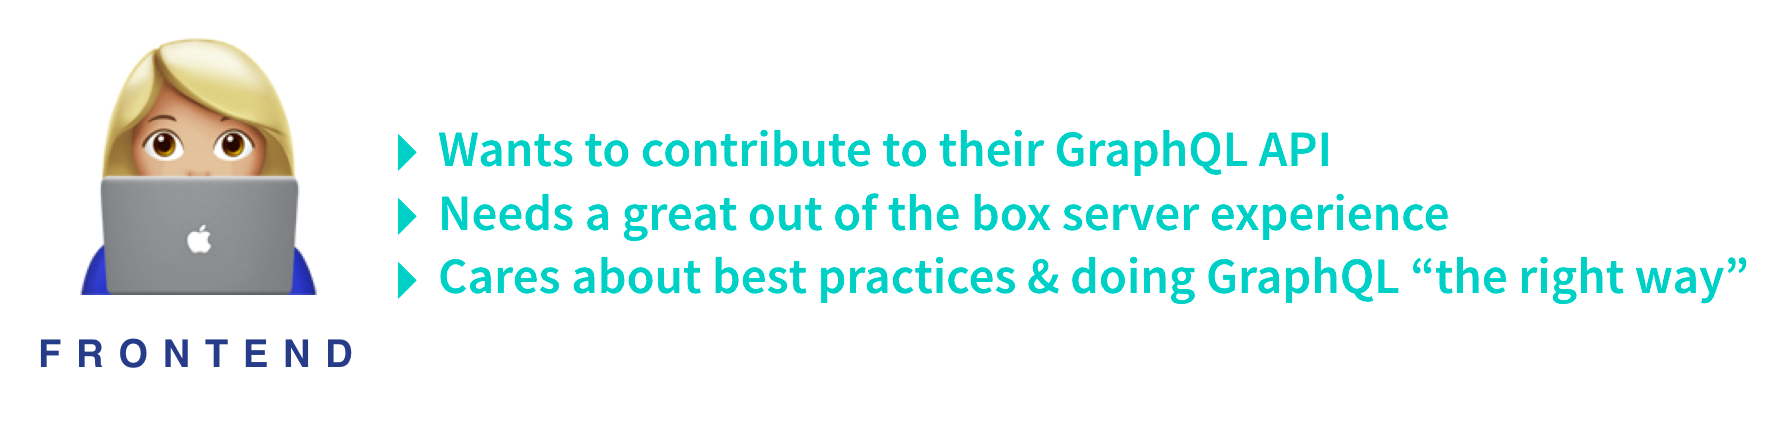 Wants to contribute to their GraphQL API
Needs a great out of the box server experience
Cares about best practices & doing GraphQL “the right way”
FRONTEND